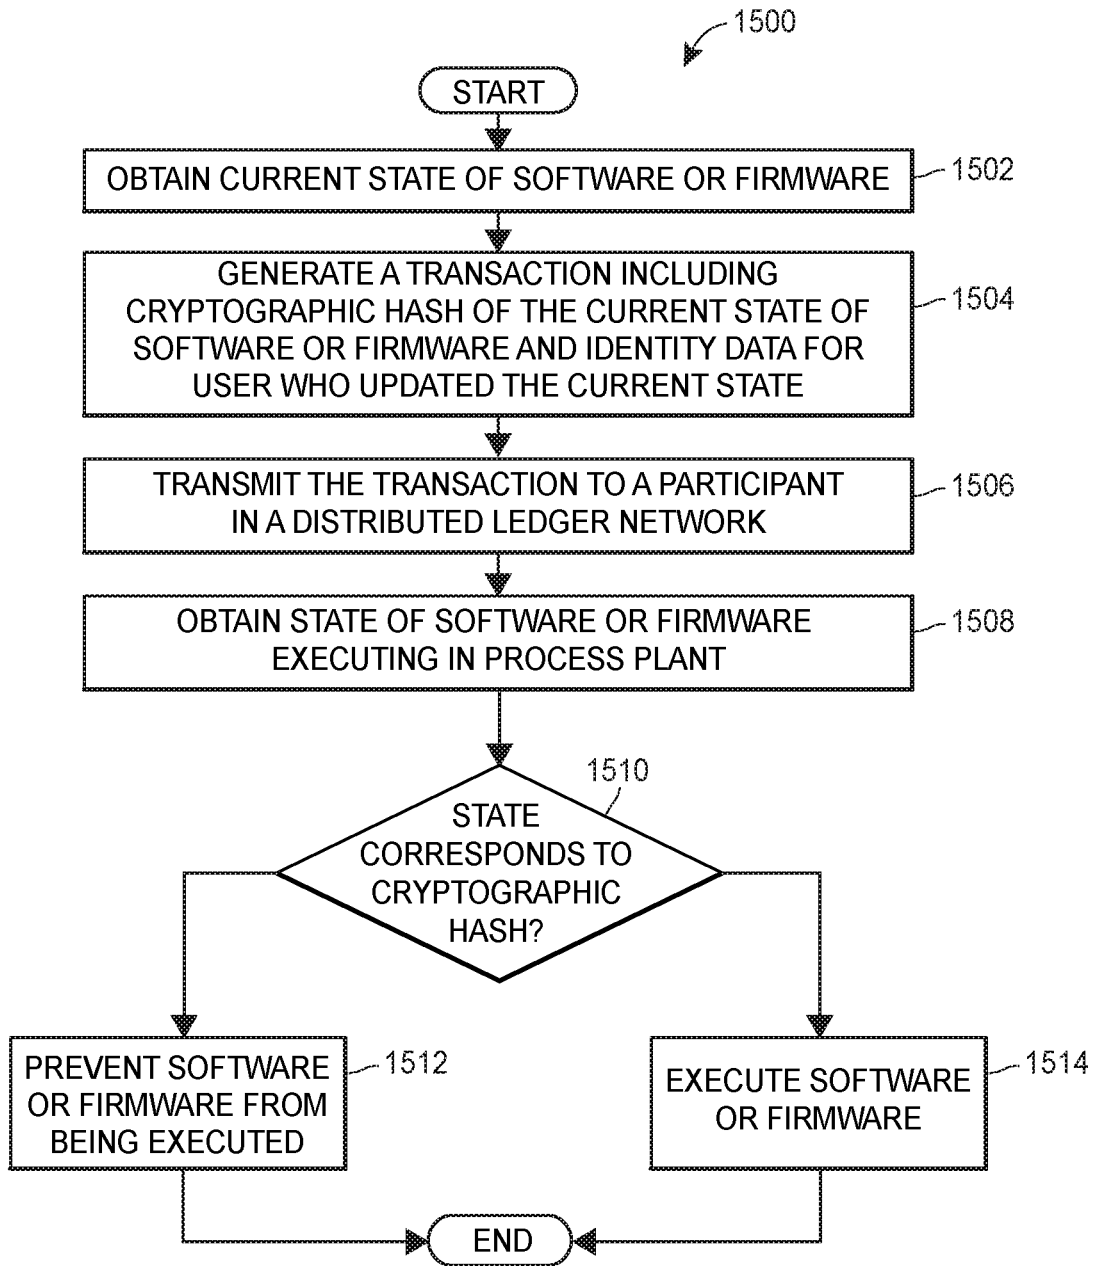 1500
START
OBTAIN CURRENT STATE OF SOFTWARE OR FIRMWARE
1502
GENERATE A TRANSACTION INCLUDING
CRYPTOGRAPHIC HASH OF THE CURRENT STATE OF
SOFTWARE OR FIRMWARE AND IDENTITY DATA FOR
USER WHO UPDATED THE CURRENT STATE
1504
TRANSMIT THE TRANSACTION TO A PARTICIPANT
IN A DISTRIBUTED LEDGER NETWORK
1506
OBTAIN STATE OF SOFTWARE OR FIRMWARE
EXECUTING IN PROCESS PLANT
1508
1510
STATE
CORRESPONDS TO
CRYPTOGRAPHIC
HASH?
PREVENT SOFTWARE
OR FIRMWARE FROM
BEING EXECUTED
1512
EXECUTE SOFTWARE
OR FIRMWARE
1514
END